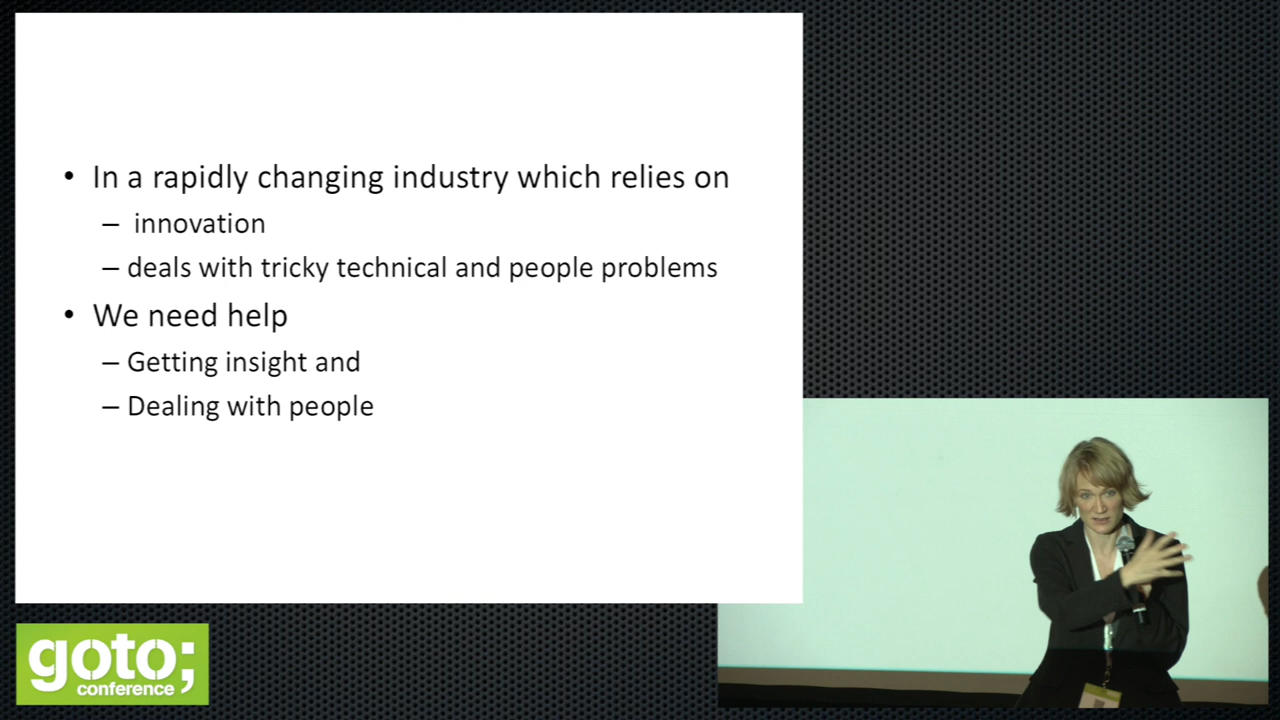 • In a rapidly changing industry which relies on
– innovation
– deals with tricky technical and people problems
• We need help
– Getting insight and
– Dealing with people
goto;
conference